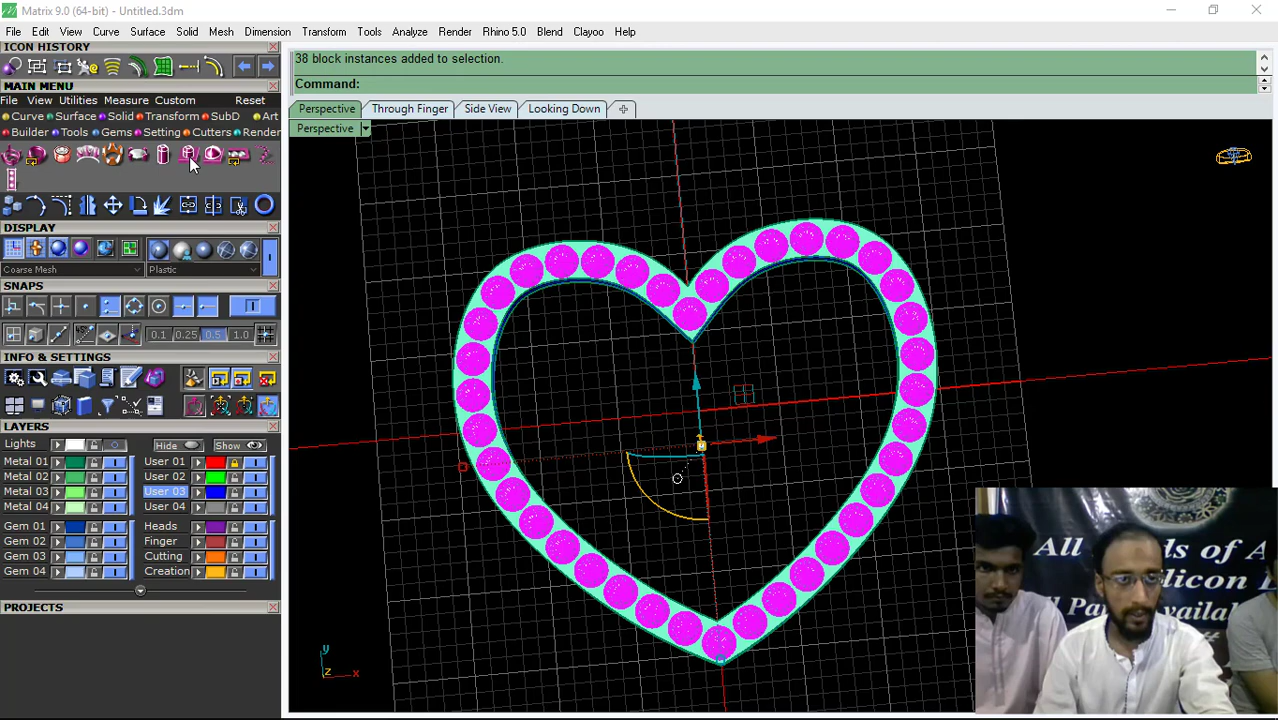 Matrix 9.0 (64-bit) - Untitled.3dm
File Edit View Curve Surface Solid Mesh Dimension Transform Tools Analyze Render Rhino 5.0 Blend Clayoo Help
ICON HISTORY
38 block instances added to selection.
Command:
MAIN MENU
File View Utilities Measure Custom Reset
Curve Surface Solid Transform SubD Art
Builder Tools Gems Setting Cutters Render
Perspective Through Finger Side View Looking Down
Perspective
DISPLAY
Coarse Mesh Plastic
SNAPS
0.1 0.25 0.5 1.0
INFO & SETTINGS
LAYERS
Lights Hide Show
Metal 01 User 01
Metal 02 User 02
Metal 03 User 03
Metal 04 User 04
Gem 01 Heads
Gem 02 Finger
Gem 03 Cutting
Gem 04 Creation
PROJECTS
y
z x
All
ds of A
ilicon
Pa
vailab